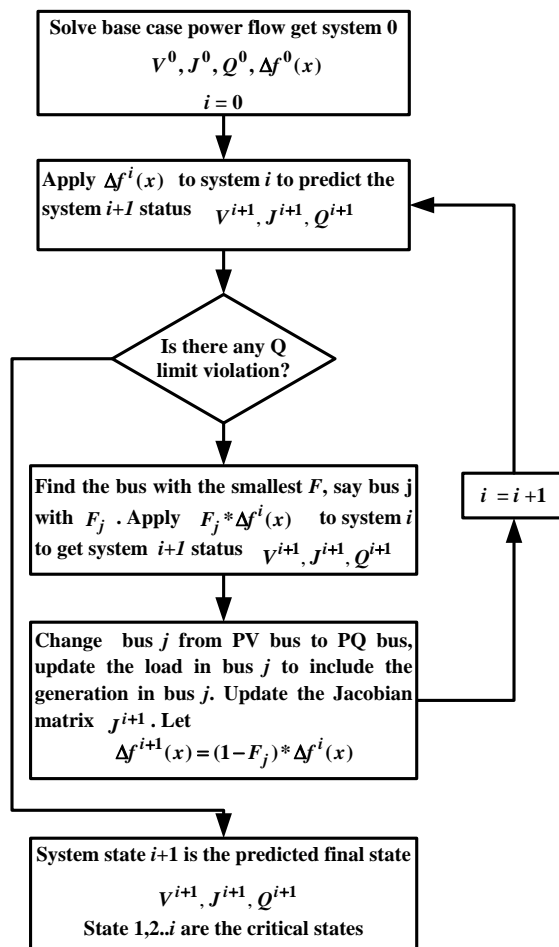 Solve base case power flow get system 0
V⁰, J⁰, Q⁰, Δf⁰(x)
i = 0
Apply Δfⁱ(x) to system i to predict the
system i+1 status Vⁱ⁺¹, Jⁱ⁺¹, Qⁱ⁺¹
Is there any Q
limit violation?
Find the bus with the smallest F, say bus j
with Fⱼ . Apply Fⱼ*Δfⁱ(x) to system i
to get system i+1 status Vⁱ⁺¹, Jⁱ⁺¹, Qⁱ⁺¹
i = i +1
Change bus j from PV bus to PQ bus,
update the load in bus j to include the
generation in bus j. Update the Jacobian
matrix Jⁱ⁺¹ . Let
Δfⁱ⁺¹(x) = (1−Fⱼ)*Δfⁱ(x)
System state i+1 is the predicted final state
Vⁱ⁺¹, Jⁱ⁺¹, Qⁱ⁺¹
State 1,2..i are the critical states